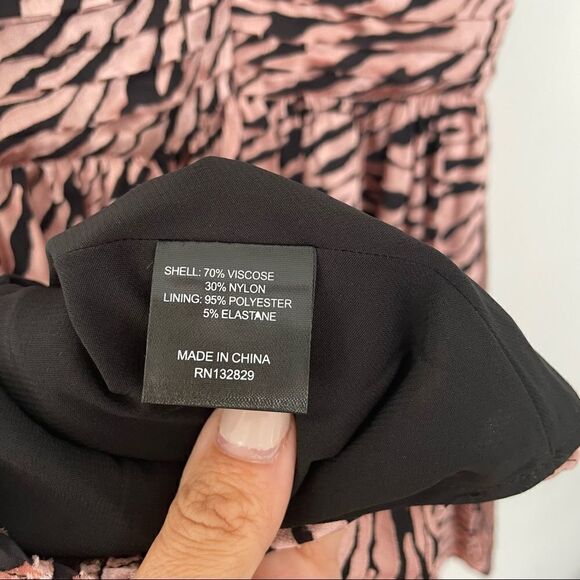 SHELL: 70% VISCOSE
30% NYLON
LINING: 95% POLYESTER
5% ELASTANE
MADE IN CHINA
RN132829